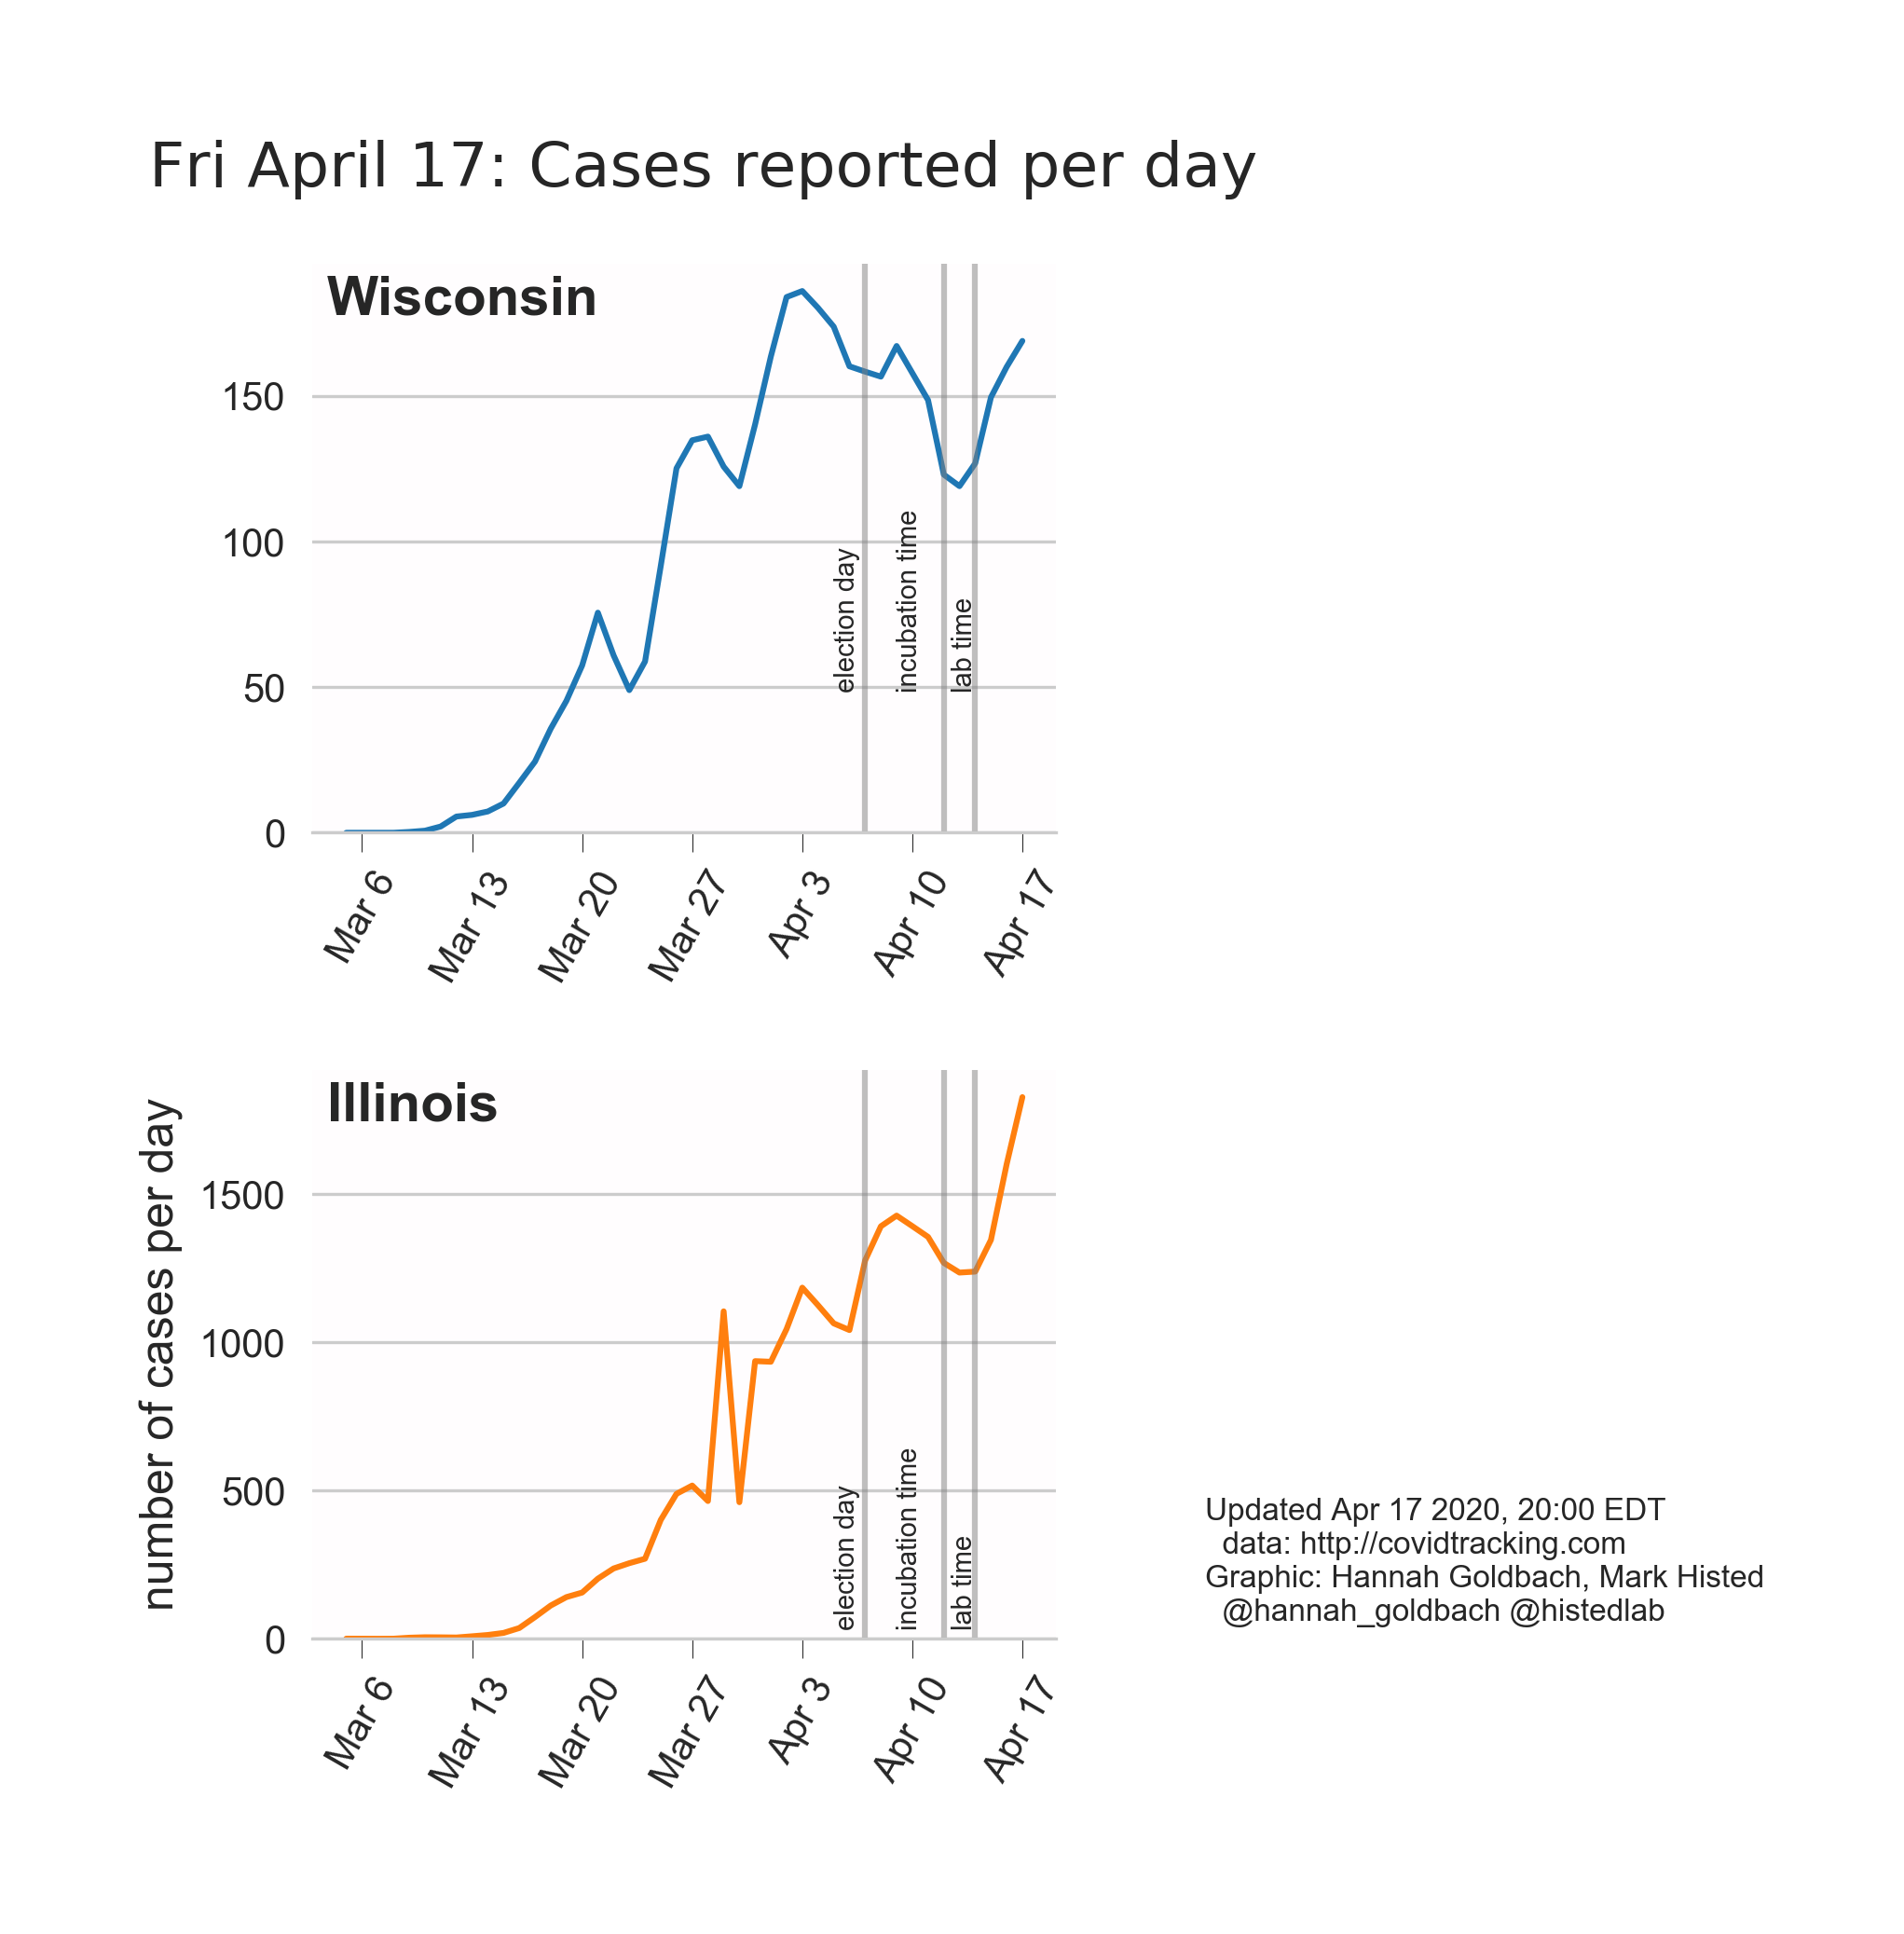 Fri April 17: Cases reported per day
Wisconsin
150
100
50
0
election day
incubation time
lab time
Mar 6
Mar 13
Mar 20
Mar 27
Apr 3
Apr 10
Apr 17
number of cases per day
Illinois
1500
1000
500
0
election day
incubation time
lab time
Mar 6
Mar 13
Mar 20
Mar 27
Apr 3
Apr 10
Apr 17
Updated Apr 17 2020, 20:00 EDT
data: http://covidtracking.com
Graphic: Hannah Goldbach, Mark Histed
@hannah_goldbach @histedlab